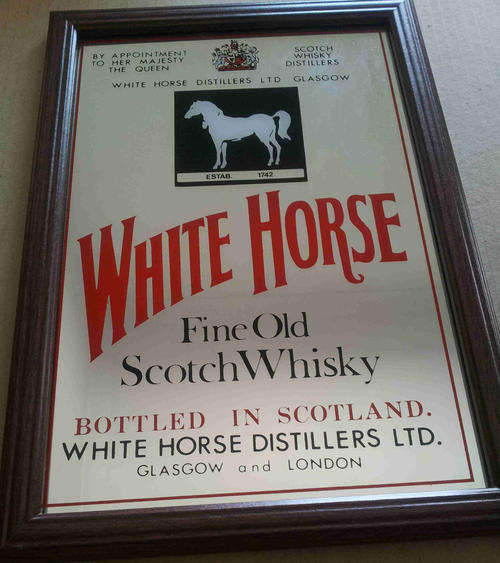 BY APPOINTMENT
TO HER MAJESTY
THE QUEEN
SCOTCH
WHISKY
DISTILLERS
WHITE HORSE DISTILLERS LTD GLASGOW
ESTAB. 1742
WHITE HORSE
Fine Old
Scotch Whisky
BOTTLED IN SCOTLAND.
WHITE HORSE DISTILLERS LTD.
GLASGOW and LONDON